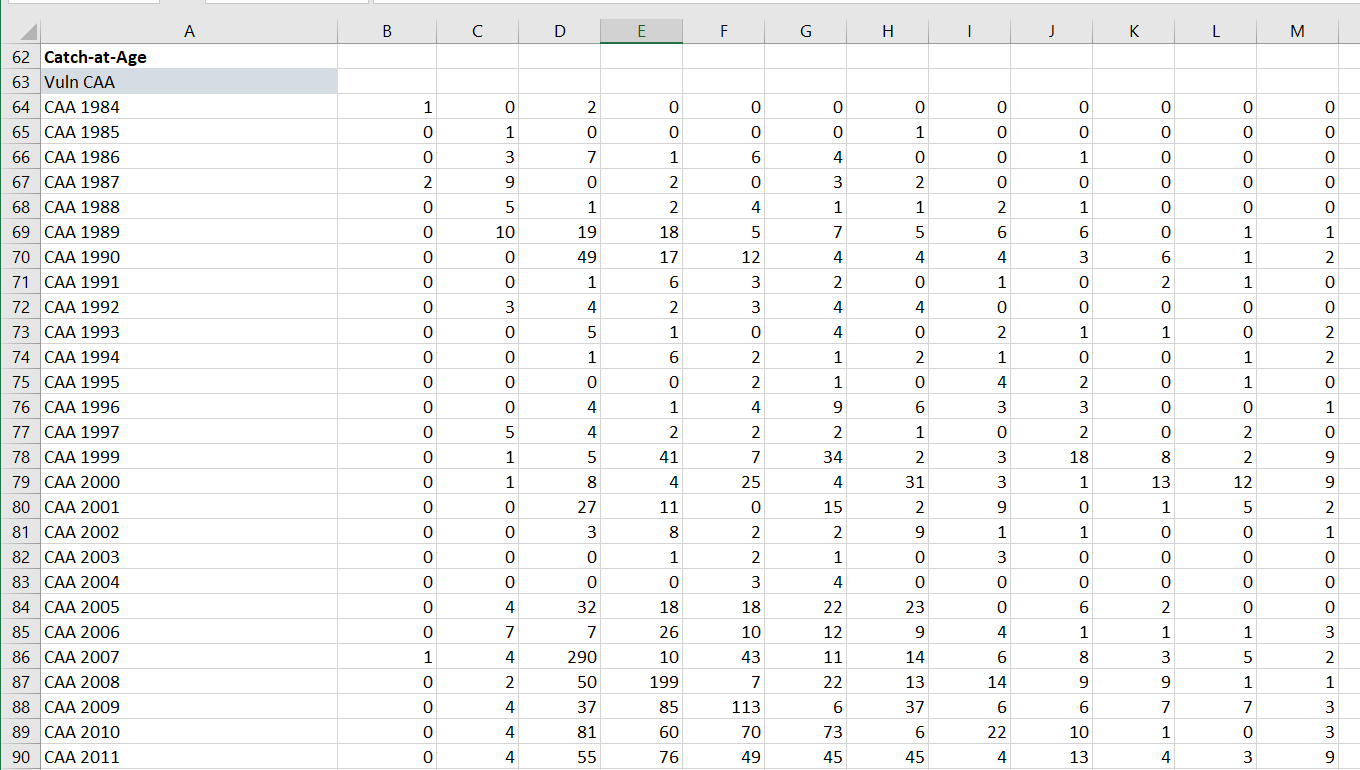 A B C D E F G H I J K L M
62 Catch-at-Age
63 Vuln CAA
64 CAA 1984 1 0 2 0 0 0 0 0 0 0 0 0
65 CAA 1985 0 1 0 0 0 0 1 0 0 0 0 0
66 CAA 1986 0 3 7 1 6 4 0 0 1 0 0 0
67 CAA 1987 2 9 0 2 0 3 2 0 0 0 0 0
68 CAA 1988 0 5 1 2 4 1 1 2 1 0 0 0
69 CAA 1989 0 10 19 18 5 7 5 6 6 0 1 1
70 CAA 1990 0 0 49 17 12 4 4 4 3 6 1 2
71 CAA 1991 0 0 1 6 3 2 0 1 0 2 1 0
72 CAA 1992 0 3 4 2 3 4 4 0 0 0 0 0
73 CAA 1993 0 0 5 1 0 4 0 2 1 1 0 2
74 CAA 1994 0 0 1 6 2 1 2 1 0 0 1 2
75 CAA 1995 0 0 0 0 2 1 0 4 2 0 1 0
76 CAA 1996 0 0 4 1 4 9 6 3 3 0 0 1
77 CAA 1997 0 5 4 2 2 2 1 0 2 0 2 0
78 CAA 1999 0 1 5 41 7 34 2 3 18 8 2 9
79 CAA 2000 0 1 8 4 25 4 31 3 1 13 12 9
80 CAA 2001 0 0 27 11 0 15 2 9 0 1 5 2
81 CAA 2002 0 0 3 8 2 2 9 1 1 0 0 1
82 CAA 2003 0 0 0 1 2 1 0 3 0 0 0 0
83 CAA 2004 0 0 0 0 3 4 0 0 0 0 0 0
84 CAA 2005 0 4 32 18 18 22 23 0 6 2 0 0
85 CAA 2006 0 7 7 26 10 12 9 4 1 1 1 3
86 CAA 2007 1 4 290 10 43 11 14 6 8 3 5 2
87 CAA 2008 0 2 50 199 7 22 13 14 9 9 1 1
88 CAA 2009 0 4 37 85 113 6 37 6 6 7 7 3
89 CAA 2010 0 4 81 60 70 73 6 22 10 1 0 3
90 CAA 2011 0 4 55 76 49 45 45 4 13 4 3 9